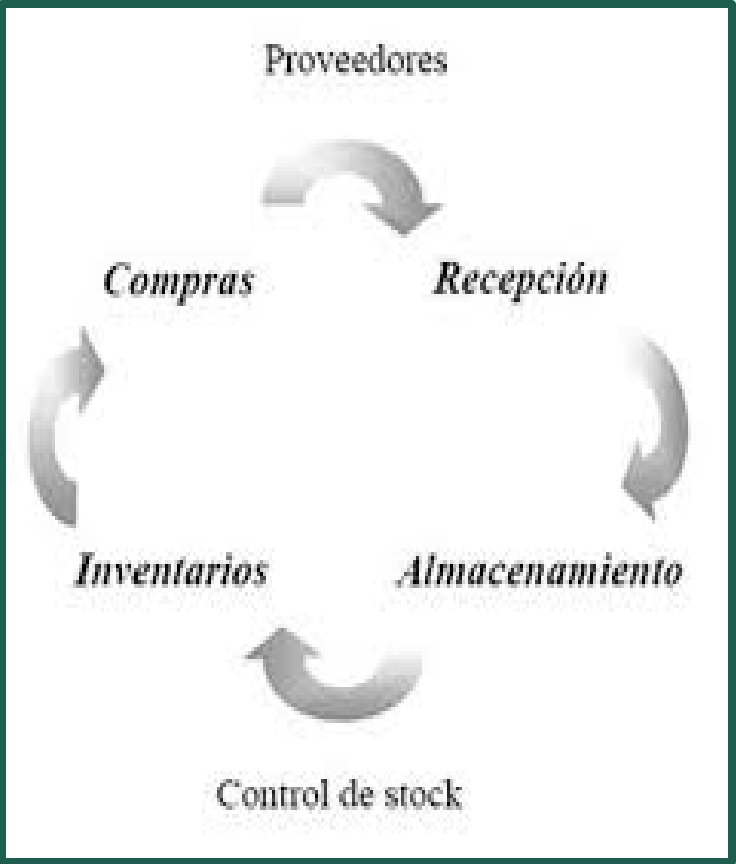 Proveedores
Compras
Recepción
Inventarios
Almacenamiento
Control de stock